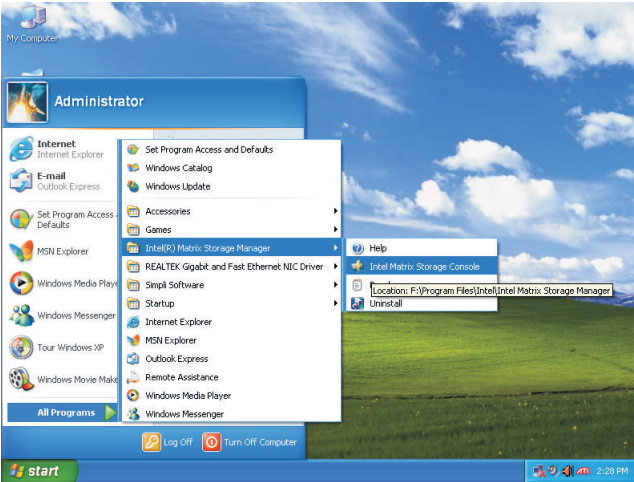 My Computer
Administrator
Internet
Internet Explorer
E-mail
Outlook Express
Set Program Access
Defaults
MSN Explorer
Windows Media Playe
Windows Messenger
Tour Windows XP
Windows Movie Make
All Programs
Set Program Access and Defaults
Windows Catalog
Windows Update
Accessories
Games
Intel(R) Matrix Storage Manager
REALTEK Gigabit and Fast Ethernet NIC Driver
Simpli Software
Startup
Internet Explorer
MSN Explorer
Outlook Express
Remote Assistance
Windows Media Player
Windows Messenger
Help
Intel Matrix Storage Console
Location: F:\Program Files\Intel\Intel Matrix Storage Manager
Uninstall
Log Off
Turn Off Computer
start
ATI
2:28 PM